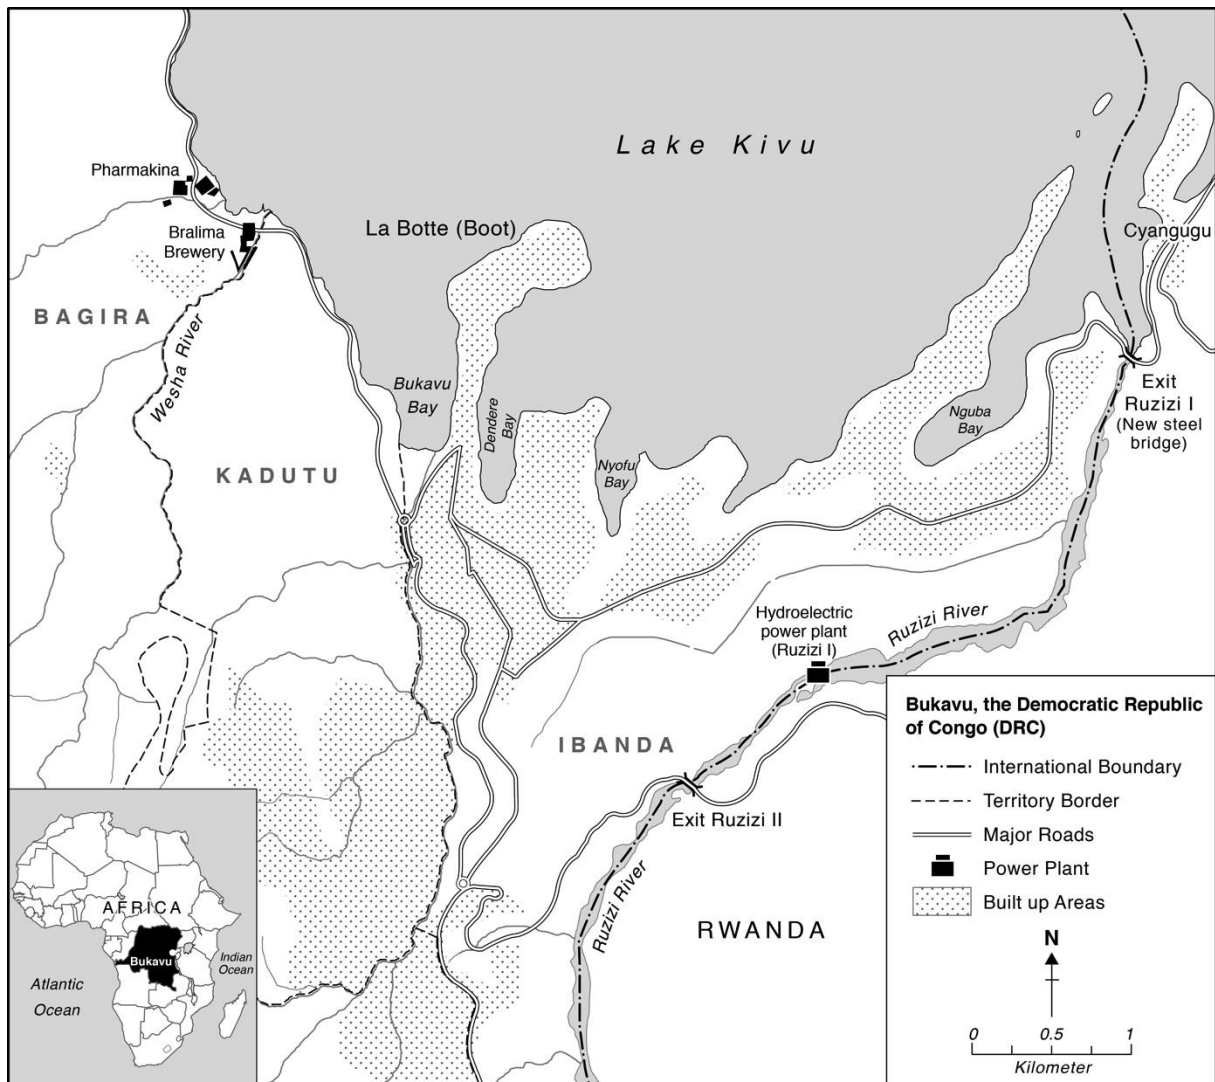 Lake Kivu
Pharmakina
Bralima
Brewery
La Botte (Boot)
Cyangugu
BAGIRA
Wesha River
Bukavu
Bay
Dendere
Bay
Nyofu
Bay
Nguba
Bay
Exit
Ruzizi I
(New steel
bridge)
KADUTU
Hydroelectric
power plant
(Ruzizi I)
Ruzizi River
IBANDA
Exit Ruzizi II
Ruzizi River
RWANDA
Bukavu, the Democratic Republic
of Congo (DRC)
International Boundary
Territory Border
Major Roads
Power Plant
Built up Areas
N
0 0.5 1
Kilometer
AFRICA
Bukavu
Indian
Ocean
Atlantic
Ocean